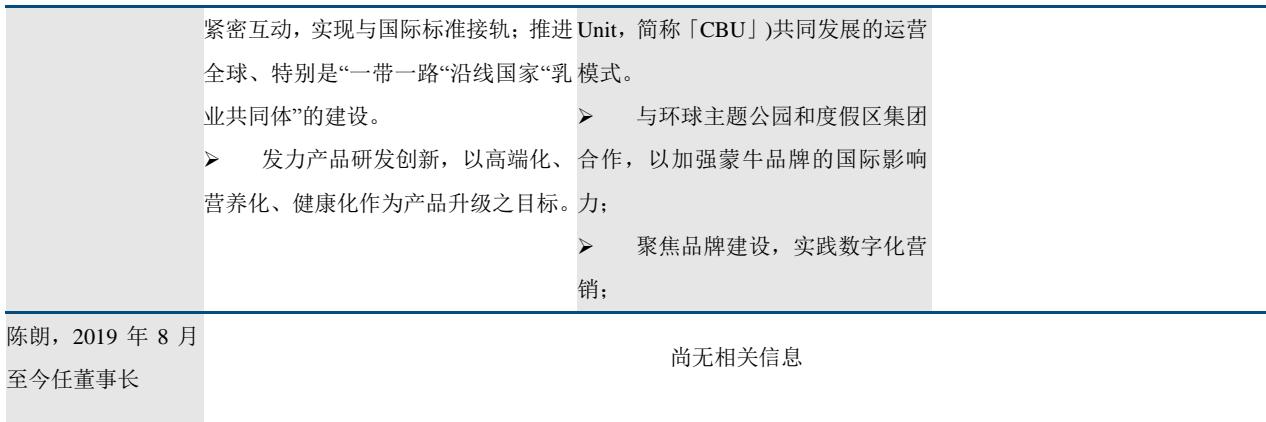 紧密互动，实现与国际标准接轨；推进
全球、特别是“一带一路“沿线国家“乳
业共同体”的建设。
➢ 发力产品研发创新，以高端化、
营养化、健康化作为产品升级之目标。
Unit，简称「CBU」)共同发展的运营
模式。
➢ 与环球主题公园和度假区集团
合作，以加强蒙牛品牌的国际影响
力；
➢ 聚焦品牌建设，实践数字化营
销；
陈朗，2019 年 8 月
至今任董事长
尚无相关信息